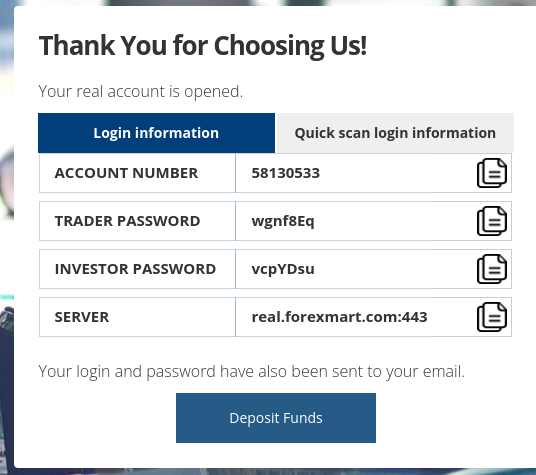 Thank You for Choosing Us!
Your real account is opened.
Login information
Quick scan login information
ACCOUNT NUMBER 58130533
TRADER PASSWORD wgnf8Eq
INVESTOR PASSWORD vcpYDsu
SERVER real.forexmart.com:443
Your login and password have also been sent to your email.
Deposit Funds